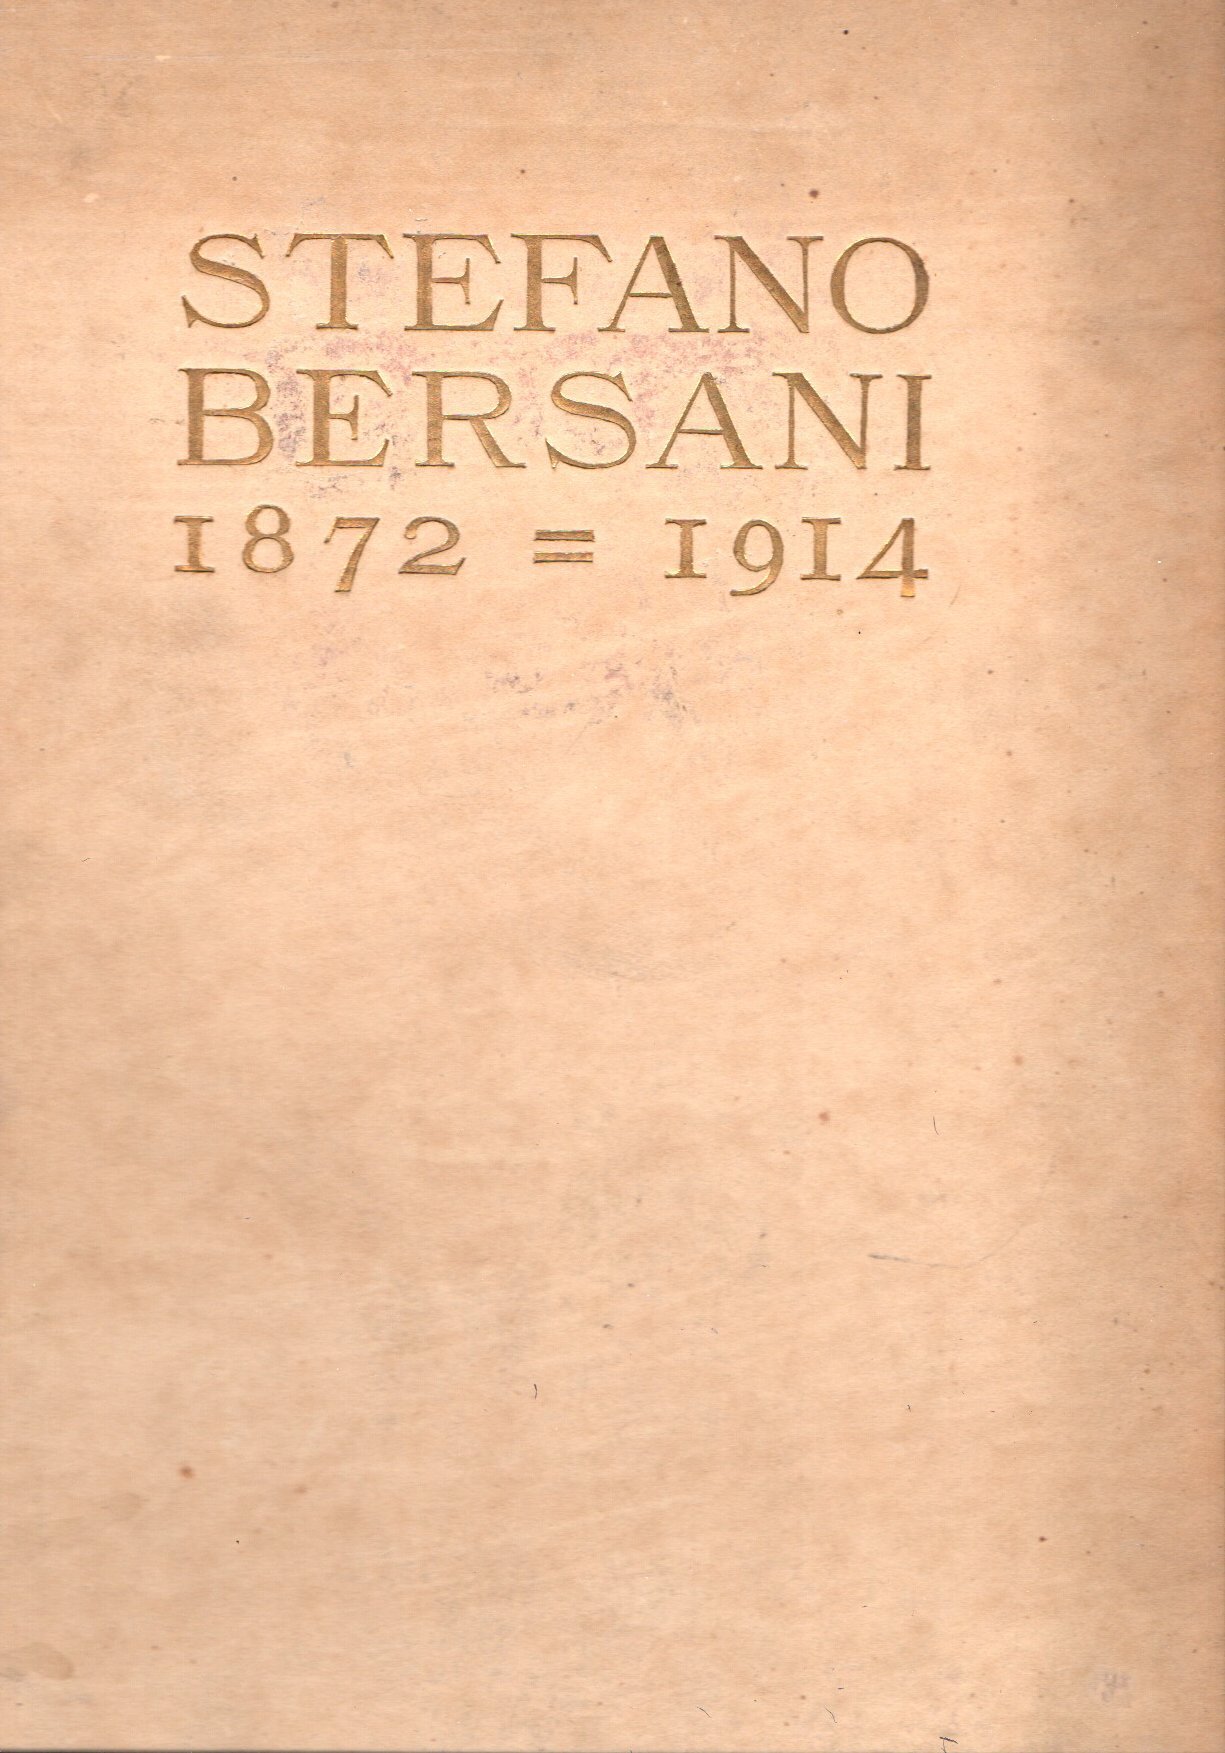 STEFANO
BERSANI
1872 = 1914